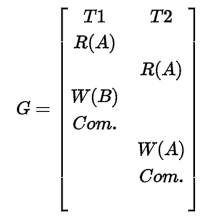 T1 T2
R(A)
R(A)
G = W(B)
Com.
W(A)
Com.